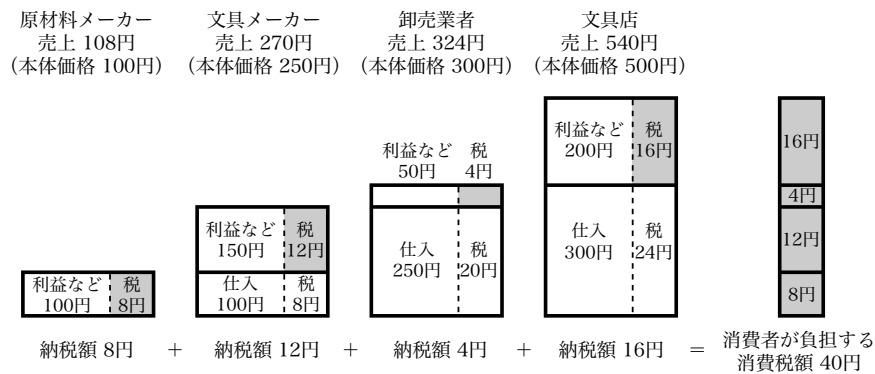 原材料メーカー
売上 108円
(本体価格 100円)
文具メーカー
売上 270円
(本体価格 250円)
卸売業者
売上 324円
(本体価格 300円)
文具店
売上 540円
(本体価格 500円)
利益など 税
100円 8円
利益など 税
150円 12円
仕入 税
100円 8円
利益など 税
50円 4円
仕入 税
250円 20円
利益など 税
200円 16円
仕入 税
300円 24円
16円
4円
12円
8円
納税額 8円 + 納税額 12円 + 納税額 4円 + 納税額 16円 = 消費者が負担する
消費税額 40円